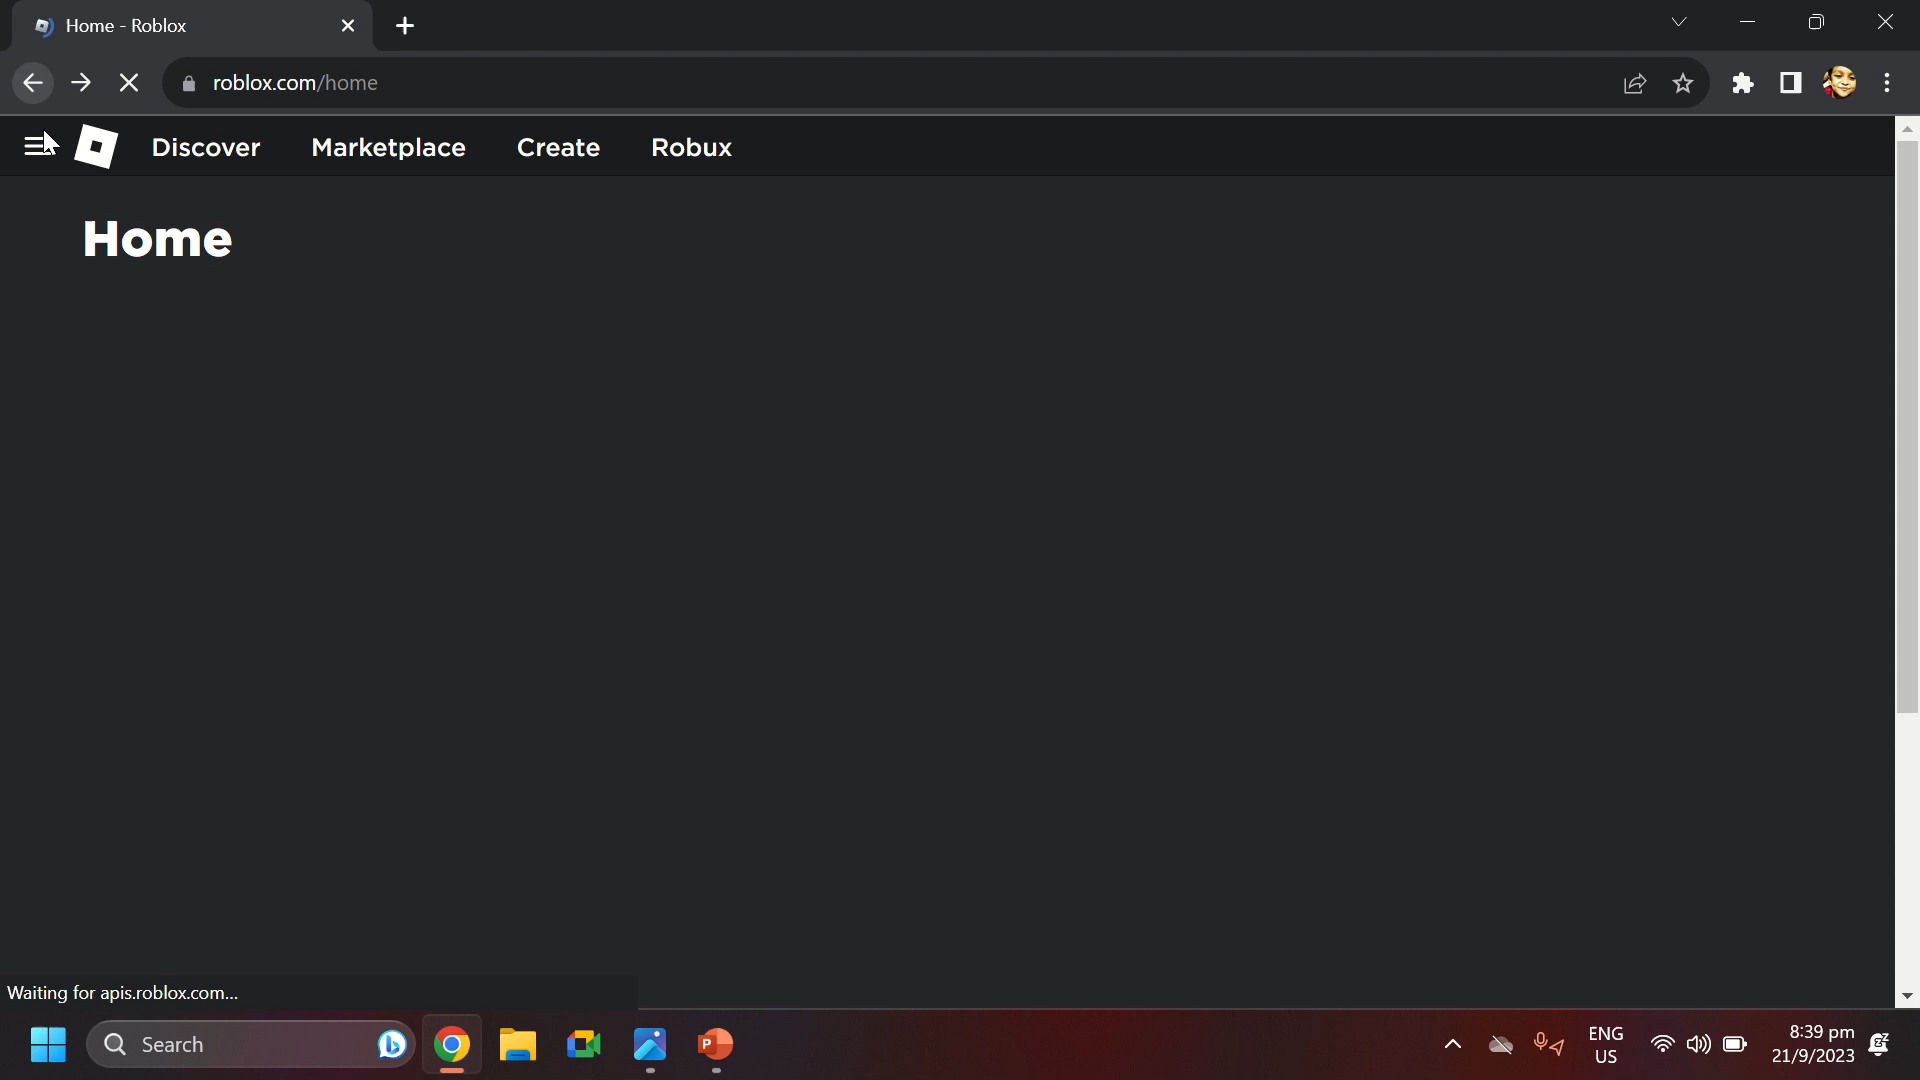 Home - Roblox
roblox.com/home
Discover Marketplace Create Robux
Home
Waiting for apis.roblox.com...
Search
P
ENG
US
8:39 pm
21/9/2023